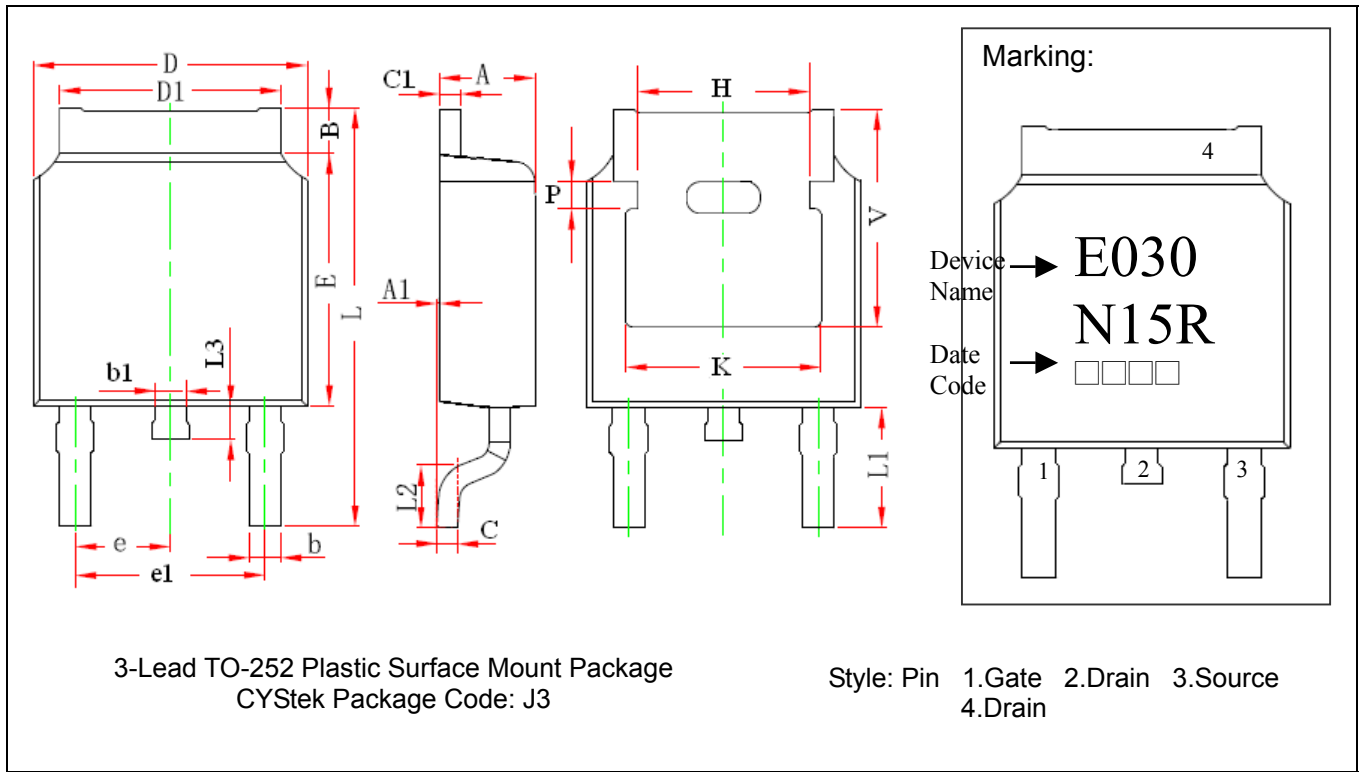 D
D1
B
E
L
L3
b1
e
e1
b
C1
A
A1
L2
C
H
P
V
K
L1
Marking:
4
Device
Name
E030
N15R
Date
Code
□□□□
1
2
3
3-Lead TO-252 Plastic Surface Mount Package
CYStek Package Code: J3
Style: Pin 1.Gate 2.Drain 3.Source
4.Drain